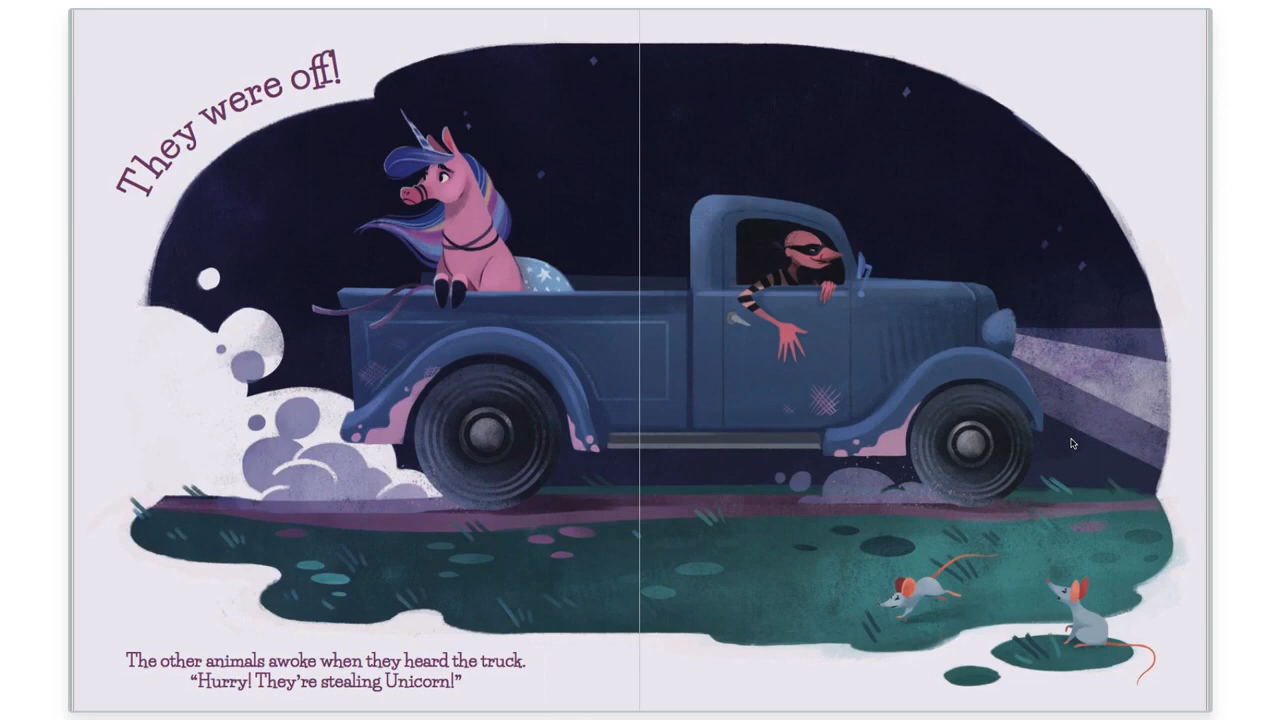 They were off!
The other animals awoke when they heard the truck.
“Hurry! They’re stealing Unicorn!”